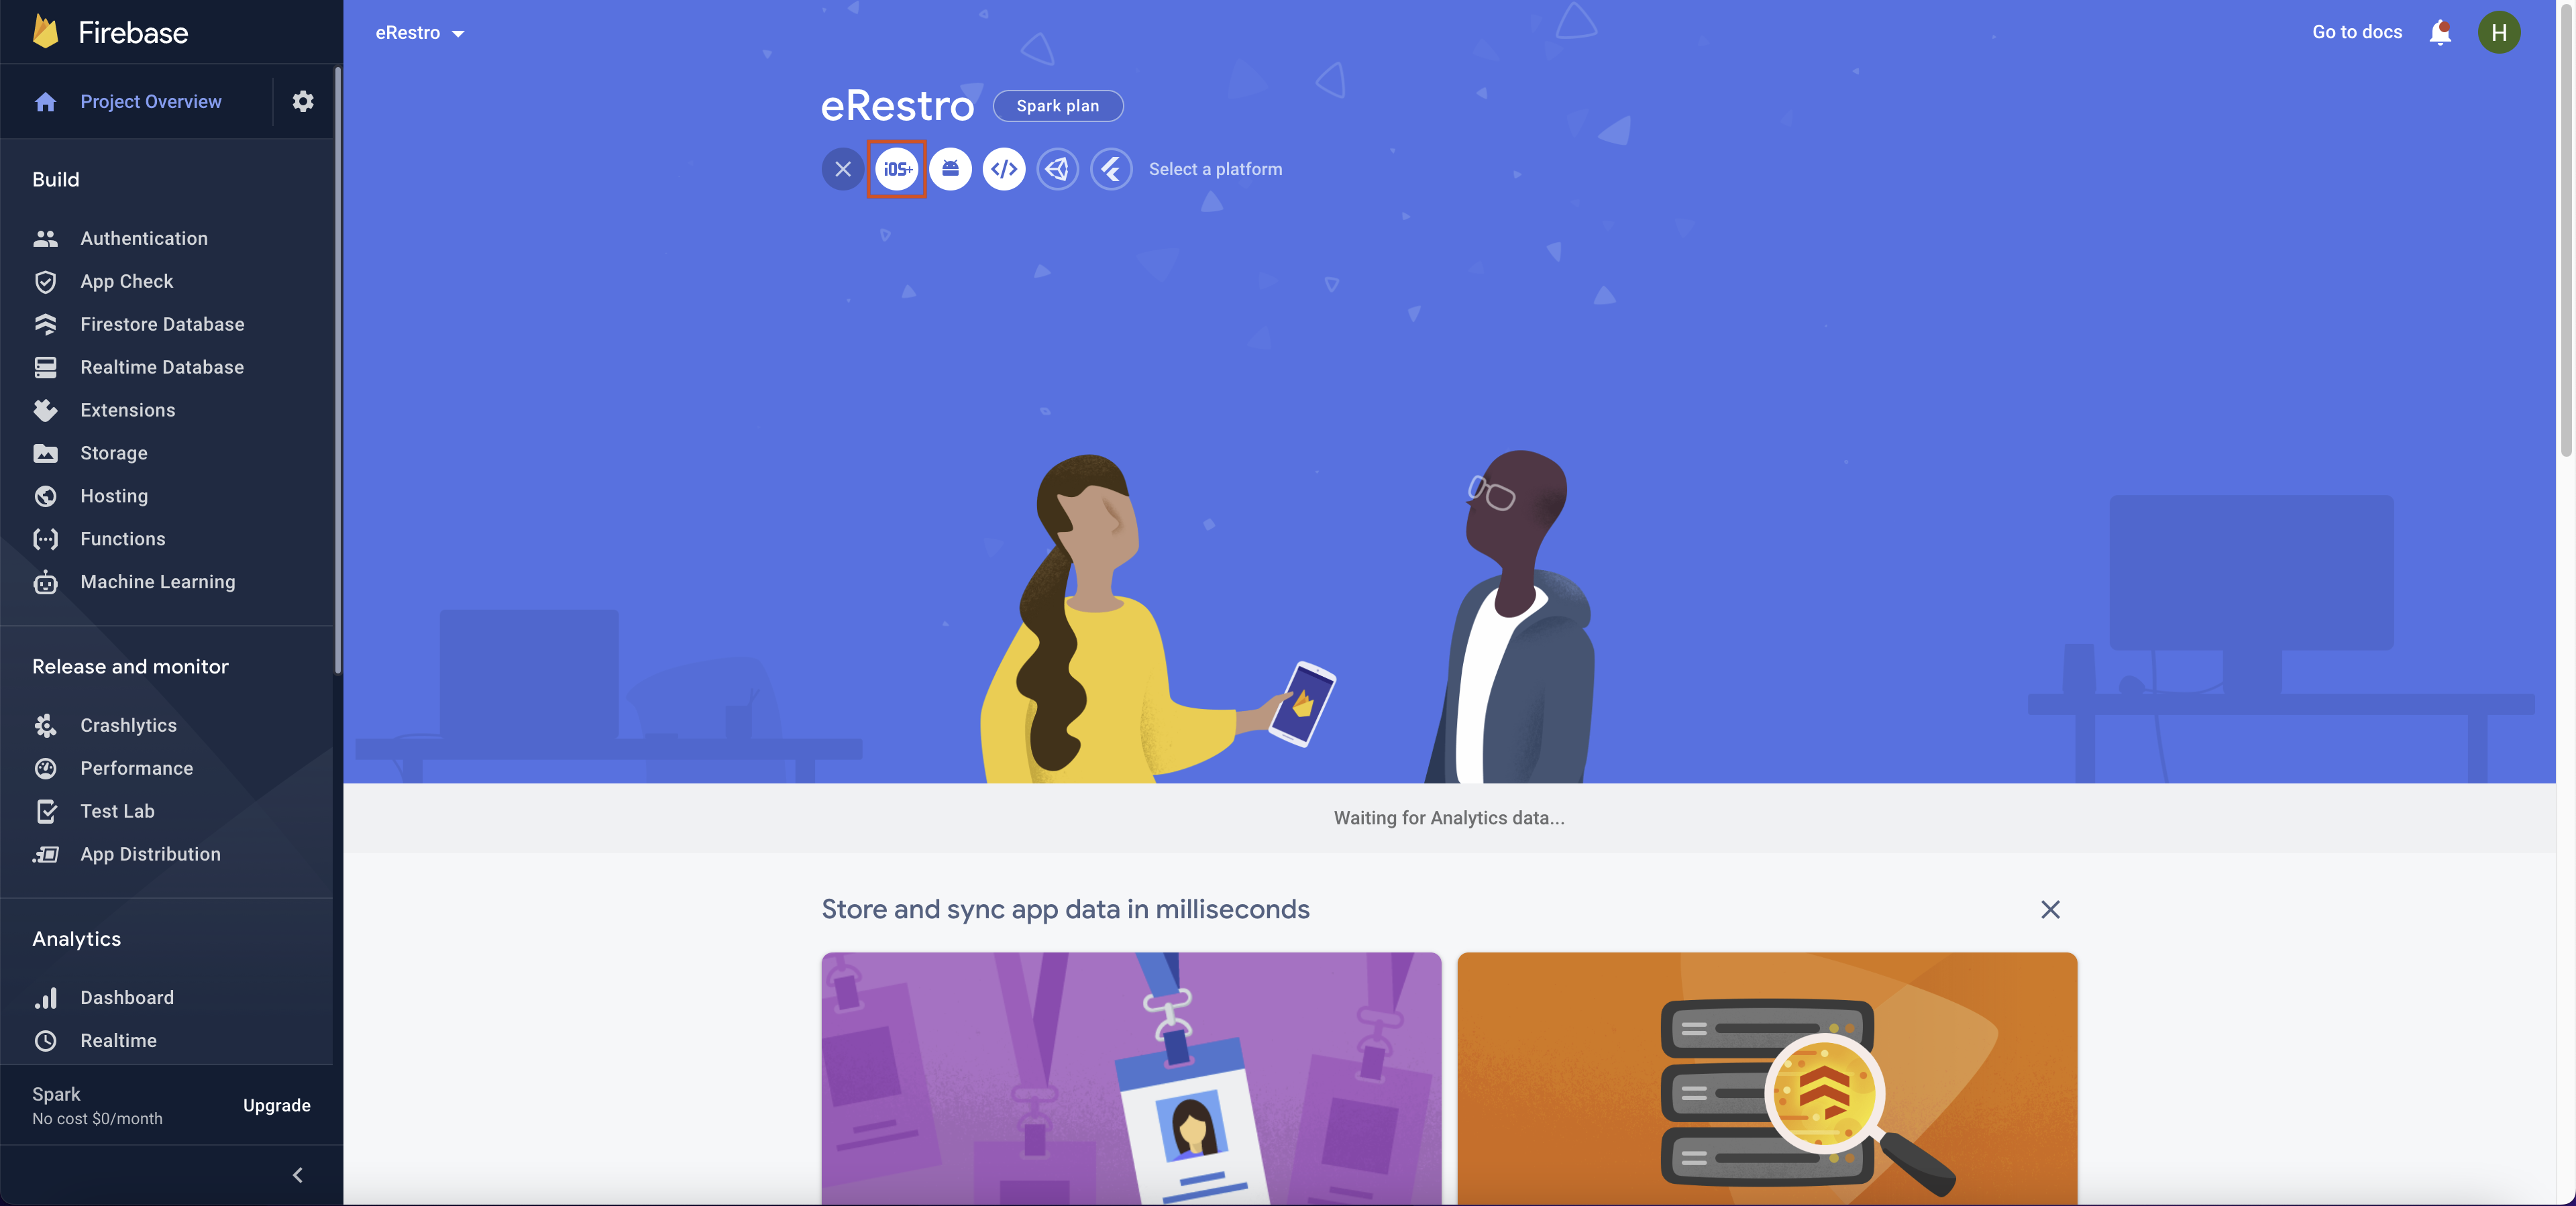 Firebase
Project Overview
Build
Authentication
App Check
Firestore Database
Realtime Database
Extensions
Storage
Hosting
Functions
Machine Learning
Release and monitor
Crashlytics
Performance
Test Lab
App Distribution
Analytics
Dashboard
Realtime
Spark
No cost $0/month
Upgrade
eRestro
Go to docs
H
eRestro
Spark plan
iOS+
</>
Select a platform
Waiting for Analytics data...
Store and sync app data in milliseconds